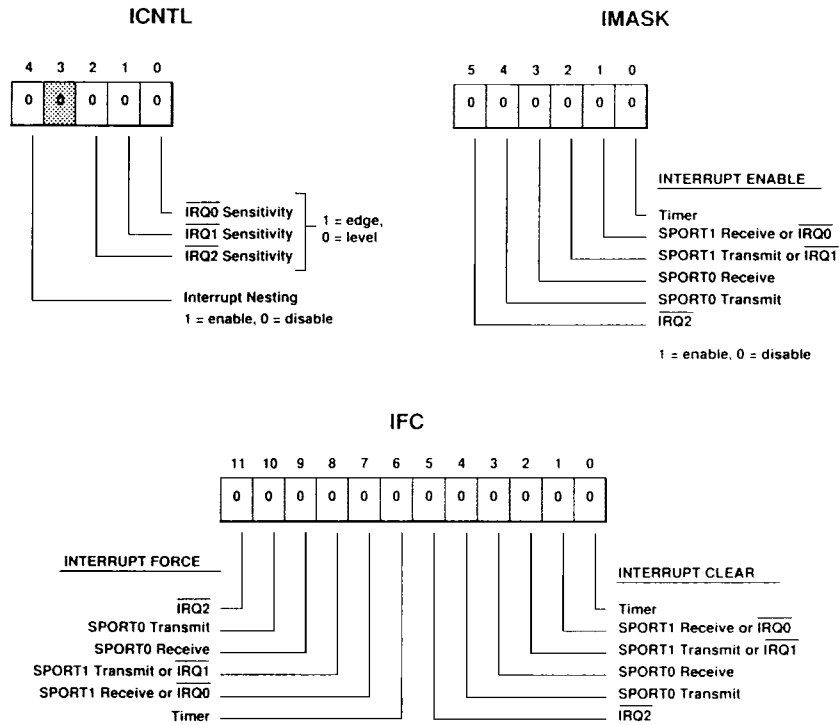 ICNTL
4 3 2 1 0
0 0 0 0 0
IRQ0 Sensitivity
IRQ1 Sensitivity
IRQ2 Sensitivity
1 = edge,
0 = level
Interrupt Nesting
1 = enable, 0 = disable
IMASK
5 4 3 2 1 0
0 0 0 0 0 0
INTERRUPT ENABLE
Timer
SPORT1 Receive or IRQ0
SPORT1 Transmit or IRQ1
SPORT0 Receive
SPORT0 Transmit
IRQ2
1 = enable, 0 = disable
IFC
11 10 9 8 7 6 5 4 3 2 1 0
0 0 0 0 0 0 0 0 0 0 0 0
INTERRUPT FORCE
IRQ2
SPORT0 Transmit
SPORT0 Receive
SPORT1 Transmit or IRQ1
SPORT1 Receive or IRQ0
Timer
INTERRUPT CLEAR
Timer
SPORT1 Receive or IRQ0
SPORT1 Transmit or IRQ1
SPORT0 Receive
SPORT0 Transmit
IRQ2